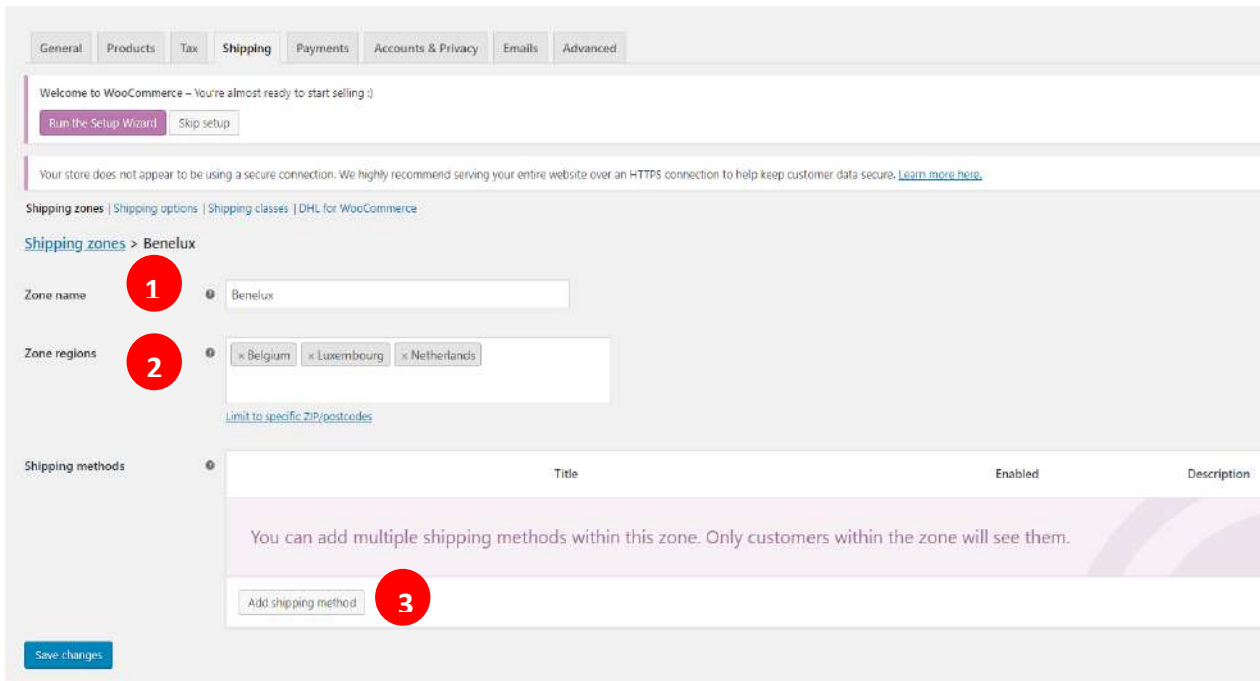 General Products Tax Shipping Payments Accounts & Privacy Emails Advanced
Welcome to WooCommerce – You're almost ready to start selling :)
Run the Setup Wizard Skip setup
Your store does not appear to be using a secure connection. We highly recommend serving your entire website over an HTTPS connection to help keep customer data secure. Learn more here.
Shipping zones | Shipping options | Shipping classes | DHL for WooCommerce
Shipping zones > Benelux
Zone name 1 ? Benelux
Zone regions 2 ? × Belgium × Luxembourg × Netherlands
Limit to specific ZIP/postcodes
Shipping methods ? Title Enabled Description
You can add multiple shipping methods within this zone. Only customers within the zone will see them.
Add shipping method 3
Save changes